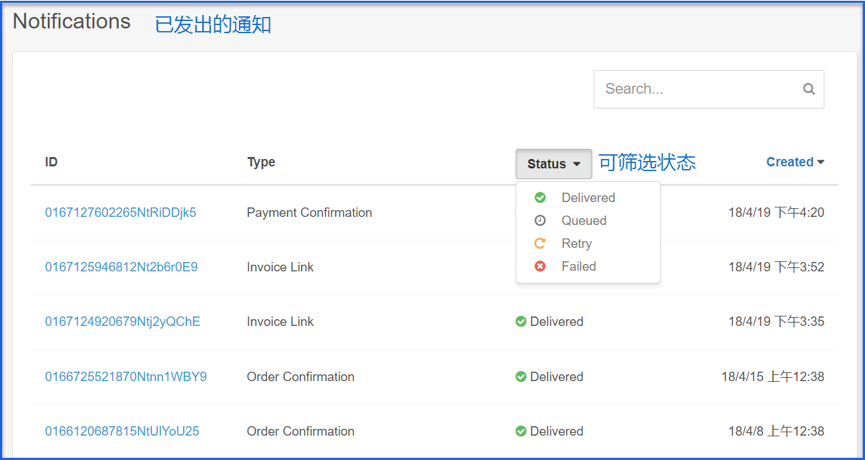 Notifications 已发出的通知
Search...
ID Type Status 可筛选状态 Created
0167127602265NtRiDDjk5 Payment Confirmation Delivered 18/4/19 下午4:20
Queued
0167125946812Nt2b6r0E9 Invoice Link Retry 18/4/19 下午3:52
Failed
0167124920679Ntj2yQChE Invoice Link Delivered 18/4/19 下午3:35
0166725521870Ntnn1WBY9 Order Confirmation Delivered 18/4/15 上午12:38
0166120687815NtUlYoU25 Order Confirmation Delivered 18/4/8 上午12:38